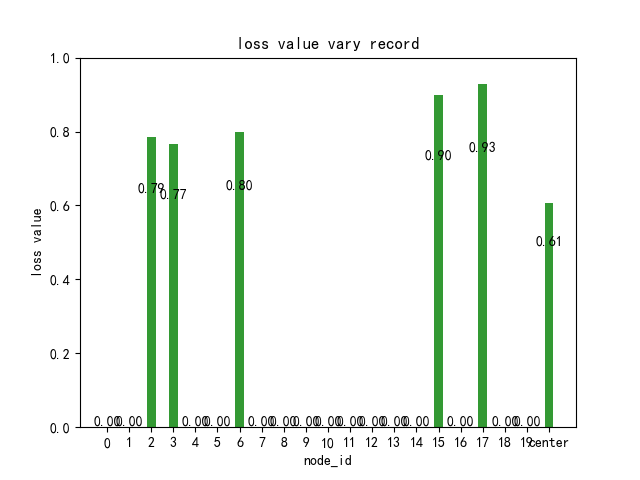 loss value vary record
loss value
1.0
0.8
0.6
0.4
0.2
0.0
0.00 0.00 0.79 0.77 0.00 0.00 0.80 0.00 0.00 0.00 0.00 0.00 0.00 0.00 0.00 0.90 0.00 0.93 0.00 0.00 0.61
0 1 2 3 4 5 6 7 8 9 10 11 12 13 14 15 16 17 18 19 center
node_id